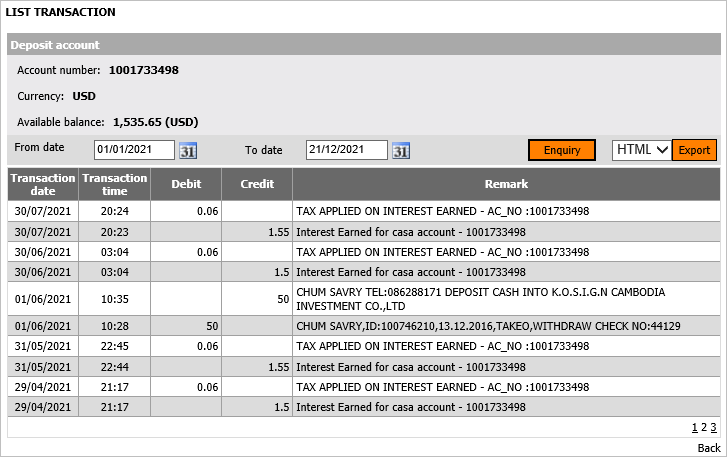 LIST TRANSACTION
Deposit account
Account number: 1001733498
Currency: USD
Available balance: 1,535.65 (USD)
From date 01/01/2021 31 To date 21/12/2021 31 Enquiry HTML Export
Transaction date Transaction time Debit Credit Remark
30/07/2021 20:24 0.06 TAX APPLIED ON INTEREST EARNED - AC_NO :1001733498
30/07/2021 20:23 1.55 Interest Earned for casa account - 1001733498
30/06/2021 03:04 0.06 TAX APPLIED ON INTEREST EARNED - AC_NO :1001733498
30/06/2021 03:04 1.5 Interest Earned for casa account - 1001733498
01/06/2021 10:35 50 CHUM SAVRY TEL:086288171 DEPOSIT CASH INTO K.O.S.I.G.N CAMBODIA
INVESTMENT CO.,LTD
01/06/2021 10:28 50 CHUM SAVRY,ID:100746210,13.12.2016,TAKEO,WITHDRAW CHECK NO:44129
31/05/2021 22:45 0.06 TAX APPLIED ON INTEREST EARNED - AC_NO :1001733498
31/05/2021 22:44 1.55 Interest Earned for casa account - 1001733498
29/04/2021 21:17 0.06 TAX APPLIED ON INTEREST EARNED - AC_NO :1001733498
29/04/2021 21:17 1.5 Interest Earned for casa account - 1001733498
1 2 3
Back